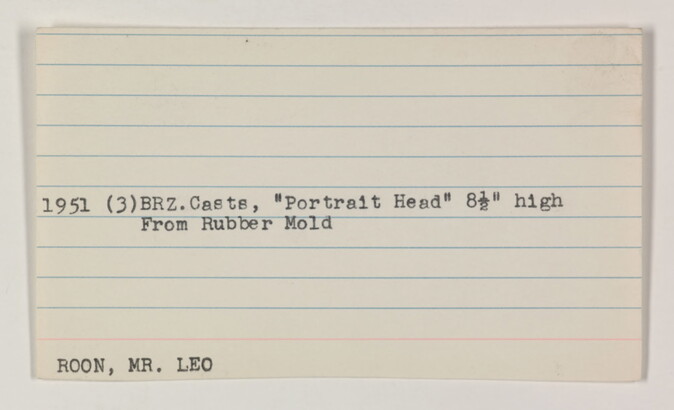 1951 (3)BRZ.Casts, "Portrait Head" 8½" high
From Rubber Mold
ROON, MR. LEO